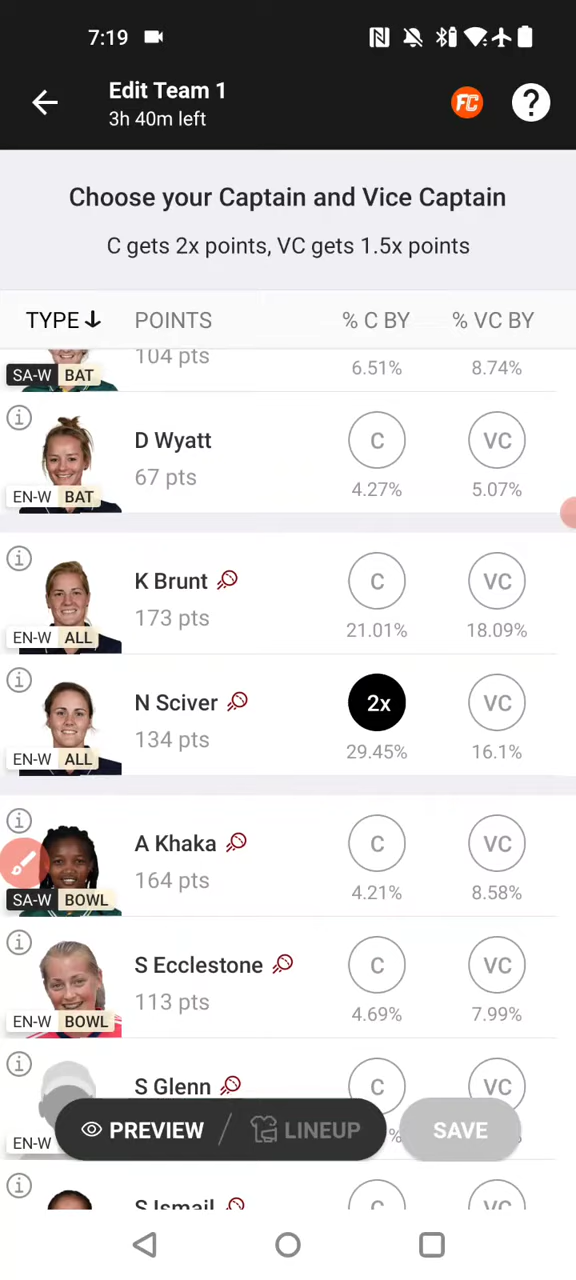 7:19
Edit Team 1
3h 40m left
FC
?
Choose your Captain and Vice Captain
C gets 2x points, VC gets 1.5x points
TYPE POINTS % C BY % VC BY
104 pts
SA-W BAT 6.51% 8.74%
D Wyatt C VC
67 pts
EN-W BAT 4.27% 5.07%
K Brunt C VC
173 pts
EN-W ALL 21.01% 18.09%
N Sciver 2x VC
134 pts
EN-W ALL 29.45% 16.1%
A Khaka C VC
164 pts
SA-W BOWL 4.21% 8.58%
S Ecclestone C VC
113 pts
EN-W BOWL 4.69% 7.99%
S Glenn C VC
EN-W PREVIEW / LINEUP % SAVE
S Ismail C VC